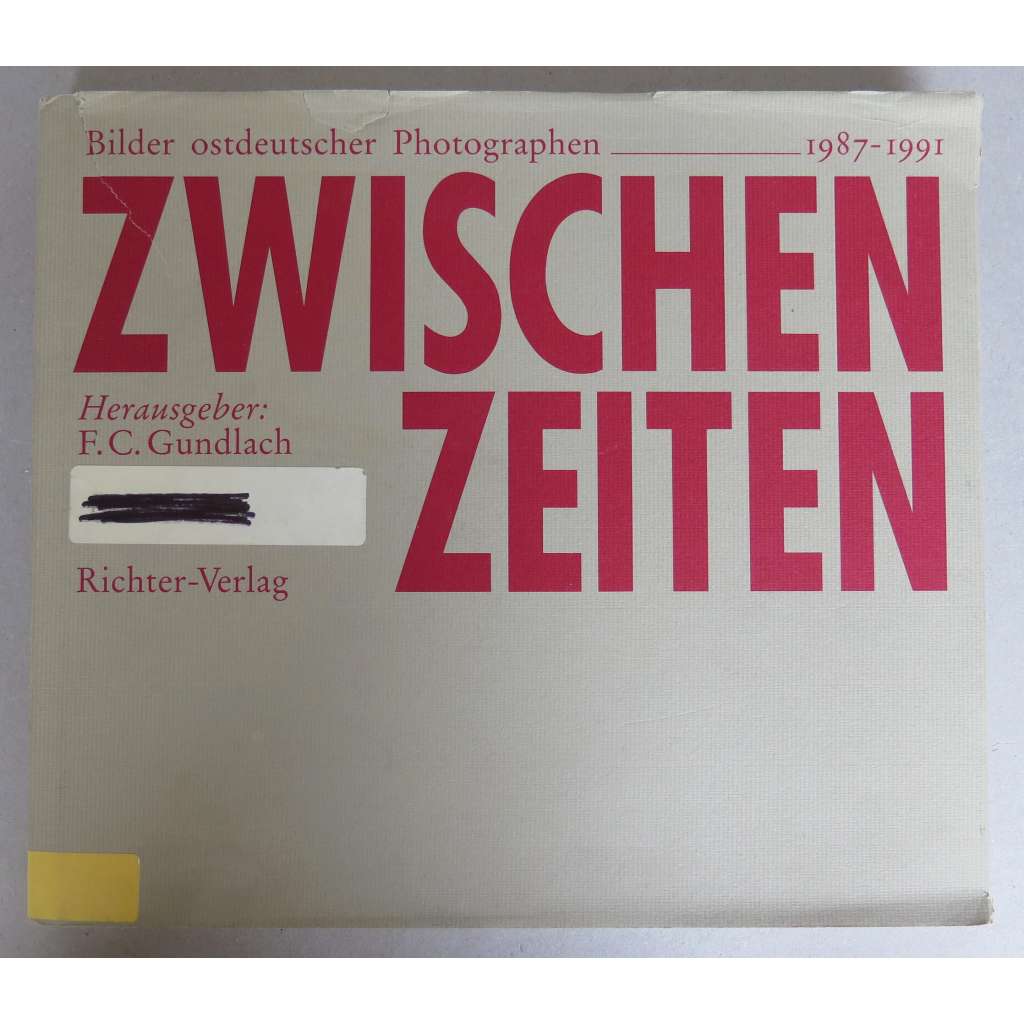 Bilder ostdeutscher Photographen 1987-1991
ZWISCHEN
ZEITEN
Herausgeber:
F. C. Gundlach
Richter-Verlag